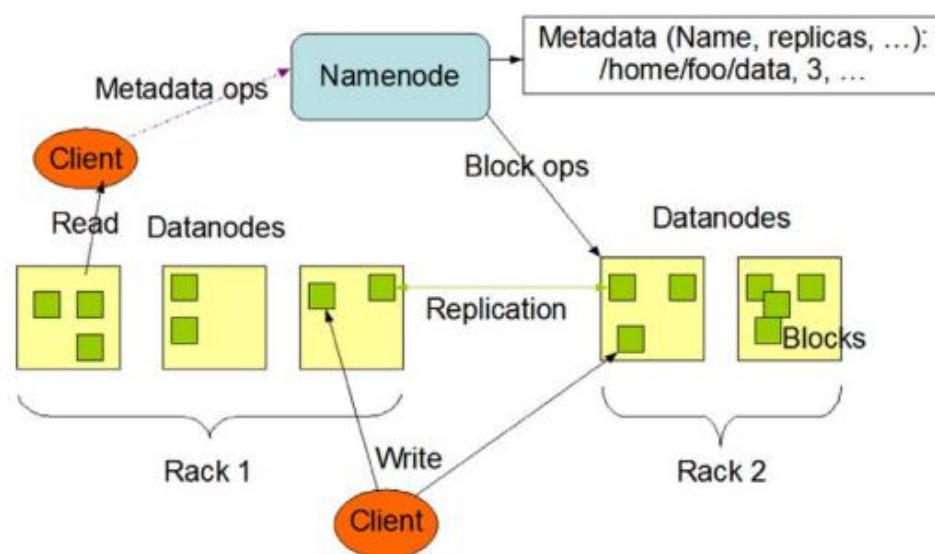 Metadata (Name, replicas, …):
/home/foo/data, 3, …
Namenode
Metadata ops
Client
Block ops
Read
Datanodes
Datanodes
Replication
Blocks
Rack 1
Write
Rack 2
Client